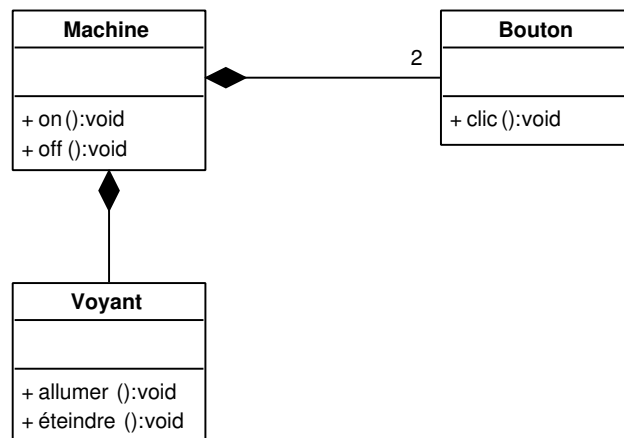 Machine
+ on():void
+ off():void
2
Bouton
+ clic():void
Voyant
+ allumer ():void
+ éteindre ():void